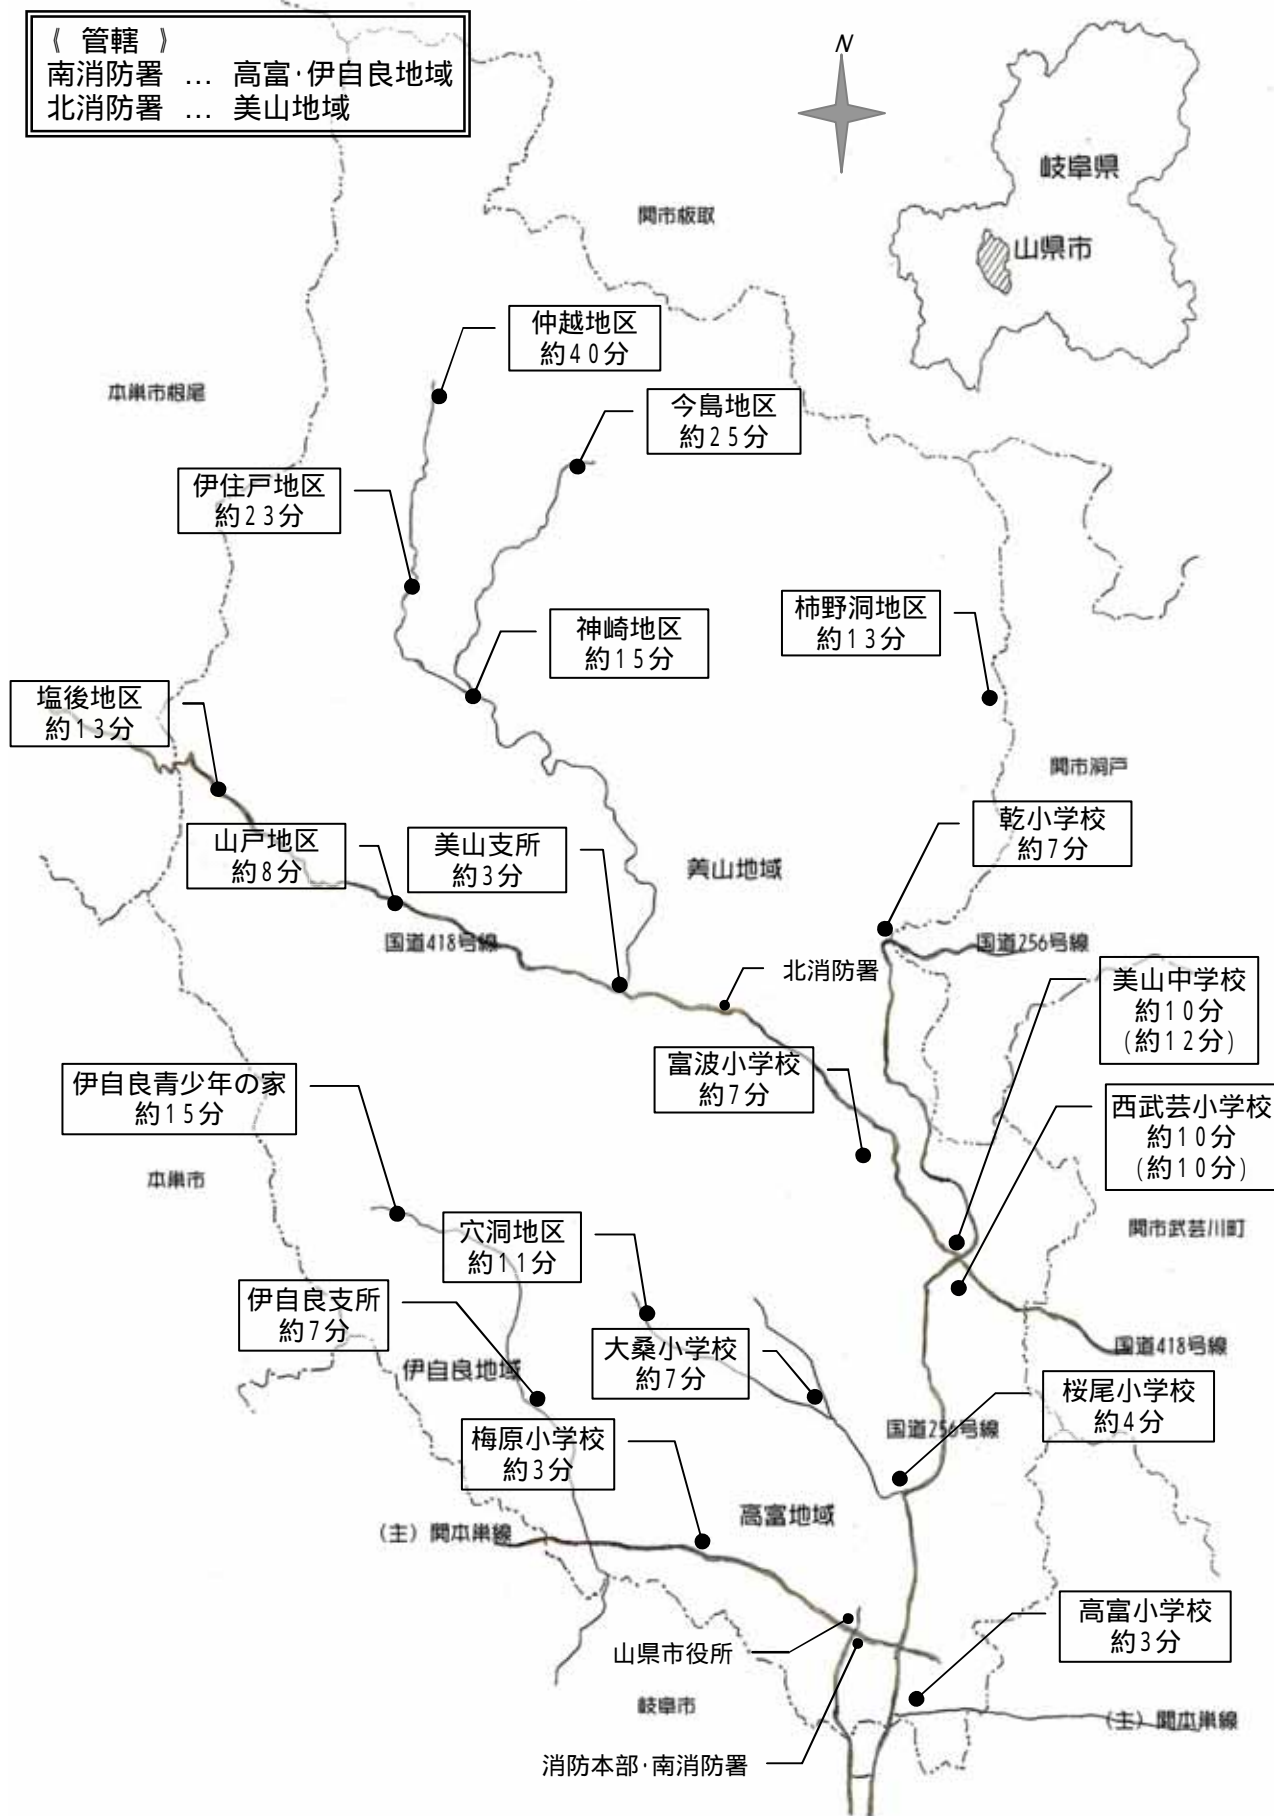 《 管轄 》
南消防署 … 高富・伊自良地域
北消防署 … 美山地域
N
岐阜県
山県市
関市板取
仲越地区
約40分
本巣市根尾
今島地区
約25分
伊往戸地区
約23分
神崎地区
約15分
柿野洞地区
約13分
塩後地区
約13分
関市洞戸
乾小学校
約7分
山戸地区
約8分
美山支所
約3分
美山地域
国道418号線
国道256号線
北消防署
美山中学校
約10分
(約12分)
富波小学校
約7分
伊自良青少年の家
約15分
西武芸小学校
約10分
(約10分)
本巣市
穴洞地区
約11分
関市武芸川町
伊自良支所
約7分
大桑小学校
約7分
国道418号線
伊自良地域
桜尾小学校
約4分
国道256号線
梅原小学校
約3分
高富地域
(主) 関本巣線
高富小学校
約3分
山県市役所
岐阜市
(主) 関本巣線
消防本部・南消防署